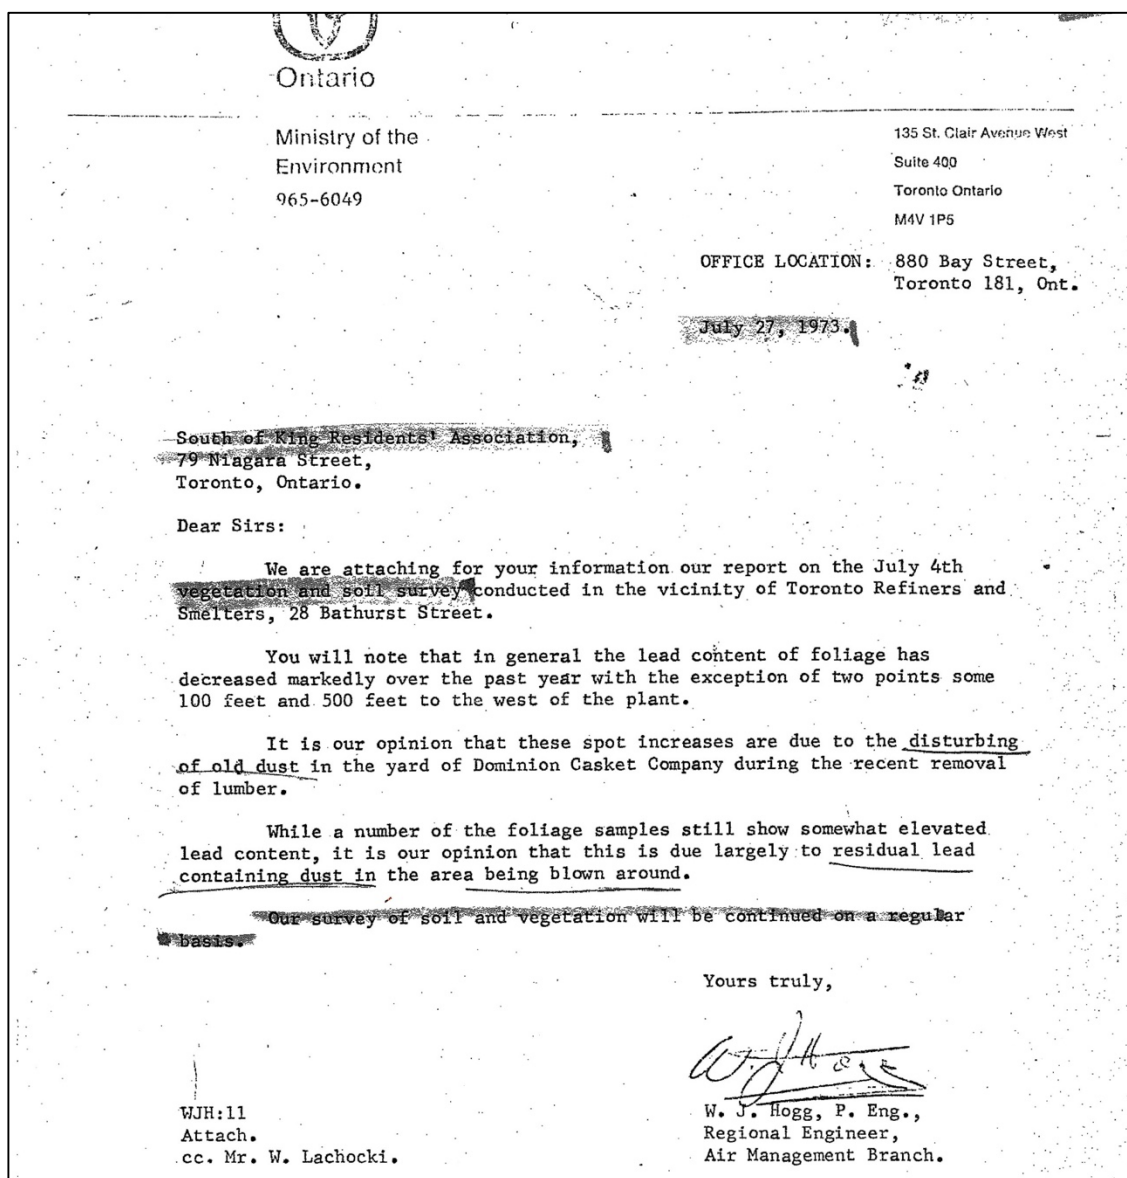 Ontario
Ministry of the
Environment
965-6049
135 St. Clair Avenue West
Suite 400
Toronto Ontario
M4V 1P5
OFFICE LOCATION: 880 Bay Street,
Toronto 181, Ont.
July 27, 1973.
South of King Residents' Association,
79 Niagara Street,
Toronto, Ontario.
Dear Sirs:
We are attaching for your information our report on the July 4th
vegetation and soil survey conducted in the vicinity of Toronto Refiners and
Smelters, 28 Bathurst Street.
You will note that in general the lead content of foliage has
decreased markedly over the past year with the exception of two points some
100 feet and 500 feet to the west of the plant.
It is our opinion that these spot increases are due to the disturbing
of old dust in the yard of Dominion Casket Company during the recent removal
of lumber.
While a number of the foliage samples still show somewhat elevated
lead content, it is our opinion that this is due largely to residual lead
containing dust in the area being blown around.
Our survey of soil and vegetation will be continued on a regular
basis.
Yours truly,
W. J. Hogg
W. J. Hogg, P. Eng.,
Regional Engineer,
Air Management Branch.
WJH:11
Attach.
cc. Mr. W. Lachocki.